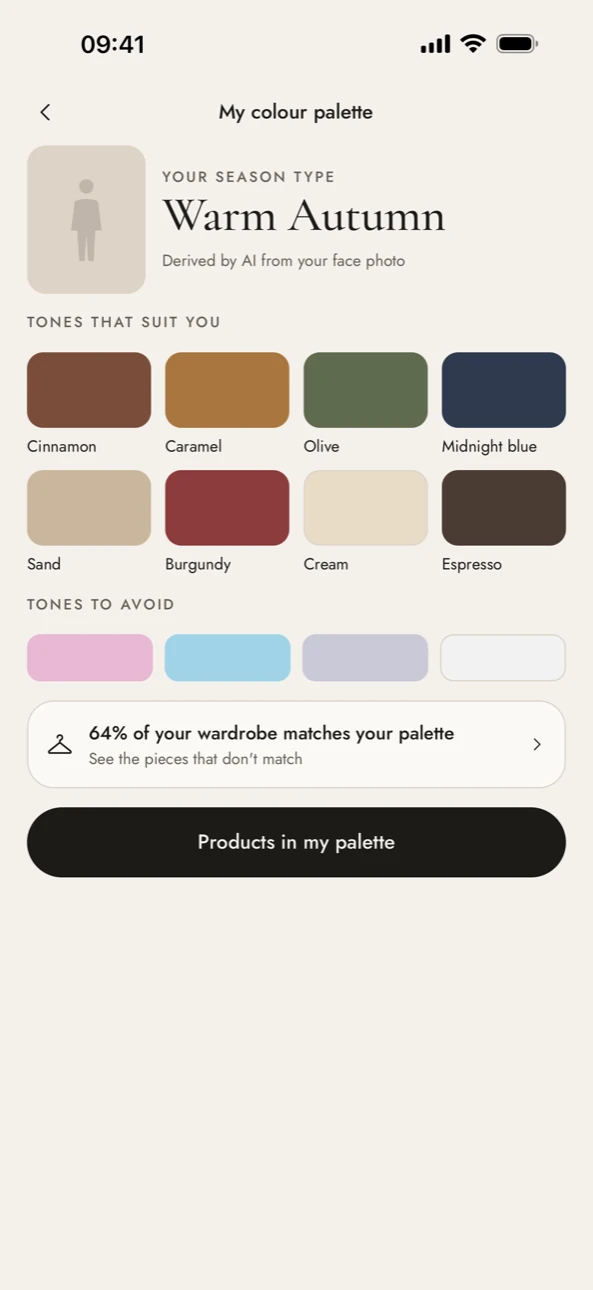 09:41
My colour palette
YOUR SEASON TYPE
Warm Autumn
Derived by AI from your face photo
TONES THAT SUIT YOU
Cinnamon Caramel Olive Midnight blue
Sand Burgundy Cream Espresso
TONES TO AVOID
64% of your wardrobe matches your palette
See the pieces that don't match
Products in my palette